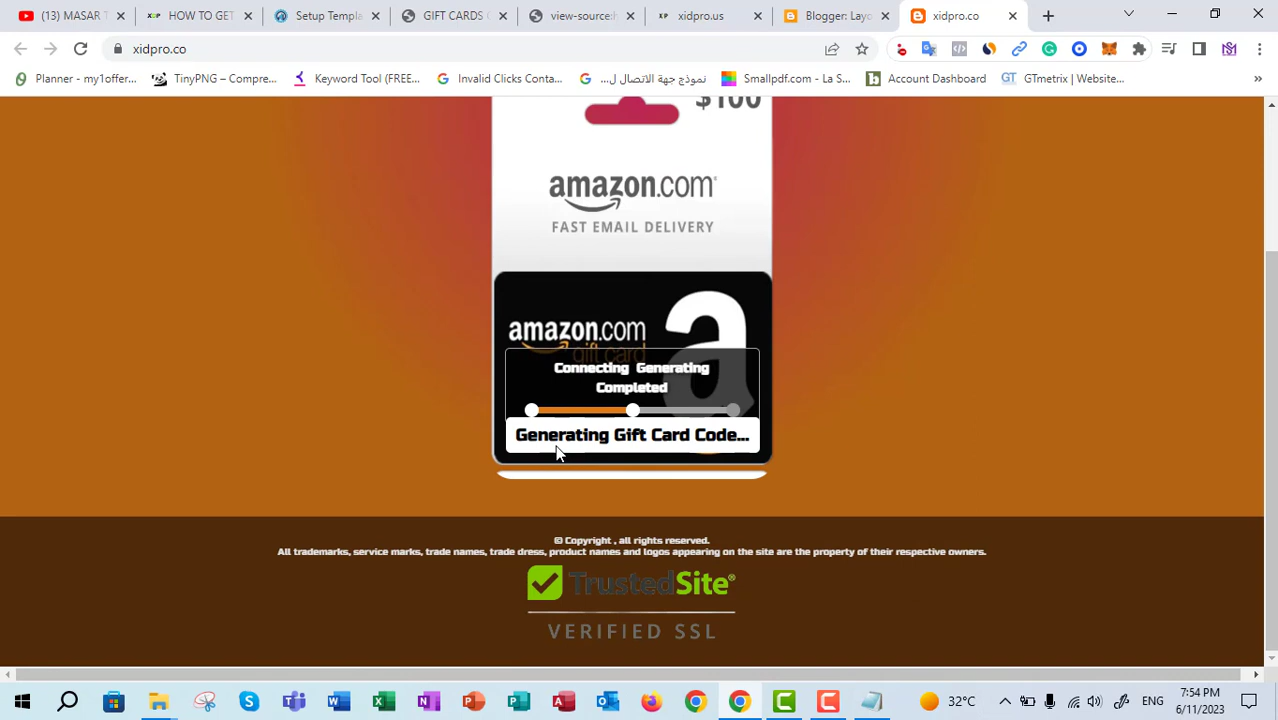 (13) MASAR T
HOW TO GET
Setup Templa
GIFT CARDS
view-source:h
xidpro.us
Blogger: Layo
xidpro.co
xidpro.co
Planner - my1offer...
TinyPNG – Compre...
Keyword Tool (FREE...
Invalid Clicks Conta...
نموذج جهة الاتصال ل...
Smallpdf.com - La S...
Account Dashboard
GTmetrix | Website...
»
$100
amazon.com
FAST EMAIL DELIVERY
amazon.com
gift card
Connecting Generating
Completed
Generating Gift Card Code...
© Copyright , all rights reserved.
All trademarks, service marks, trade names, trade dress, product names and logos appearing on the site are the property of their respective owners.
TrustedSite®
VERIFIED SSL
32°C
ENG
7:54 PM
6/11/2023